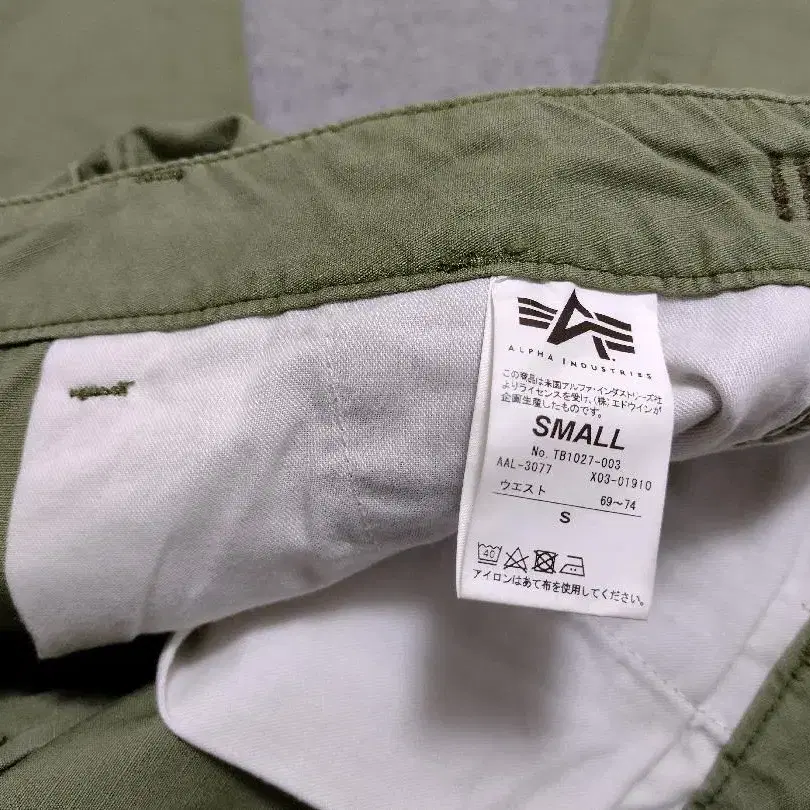 ALPHA INDUSTRIES
この商品は米国アルファ・インダストリーズ社
よりライセンスを受け、(株)エドウインが
企画生産したものです。
SMALL
No. TB1027-003
AAL-3077 X03-01910
ウエスト 69～74
S
40
アイロンはあて布を使用してください。